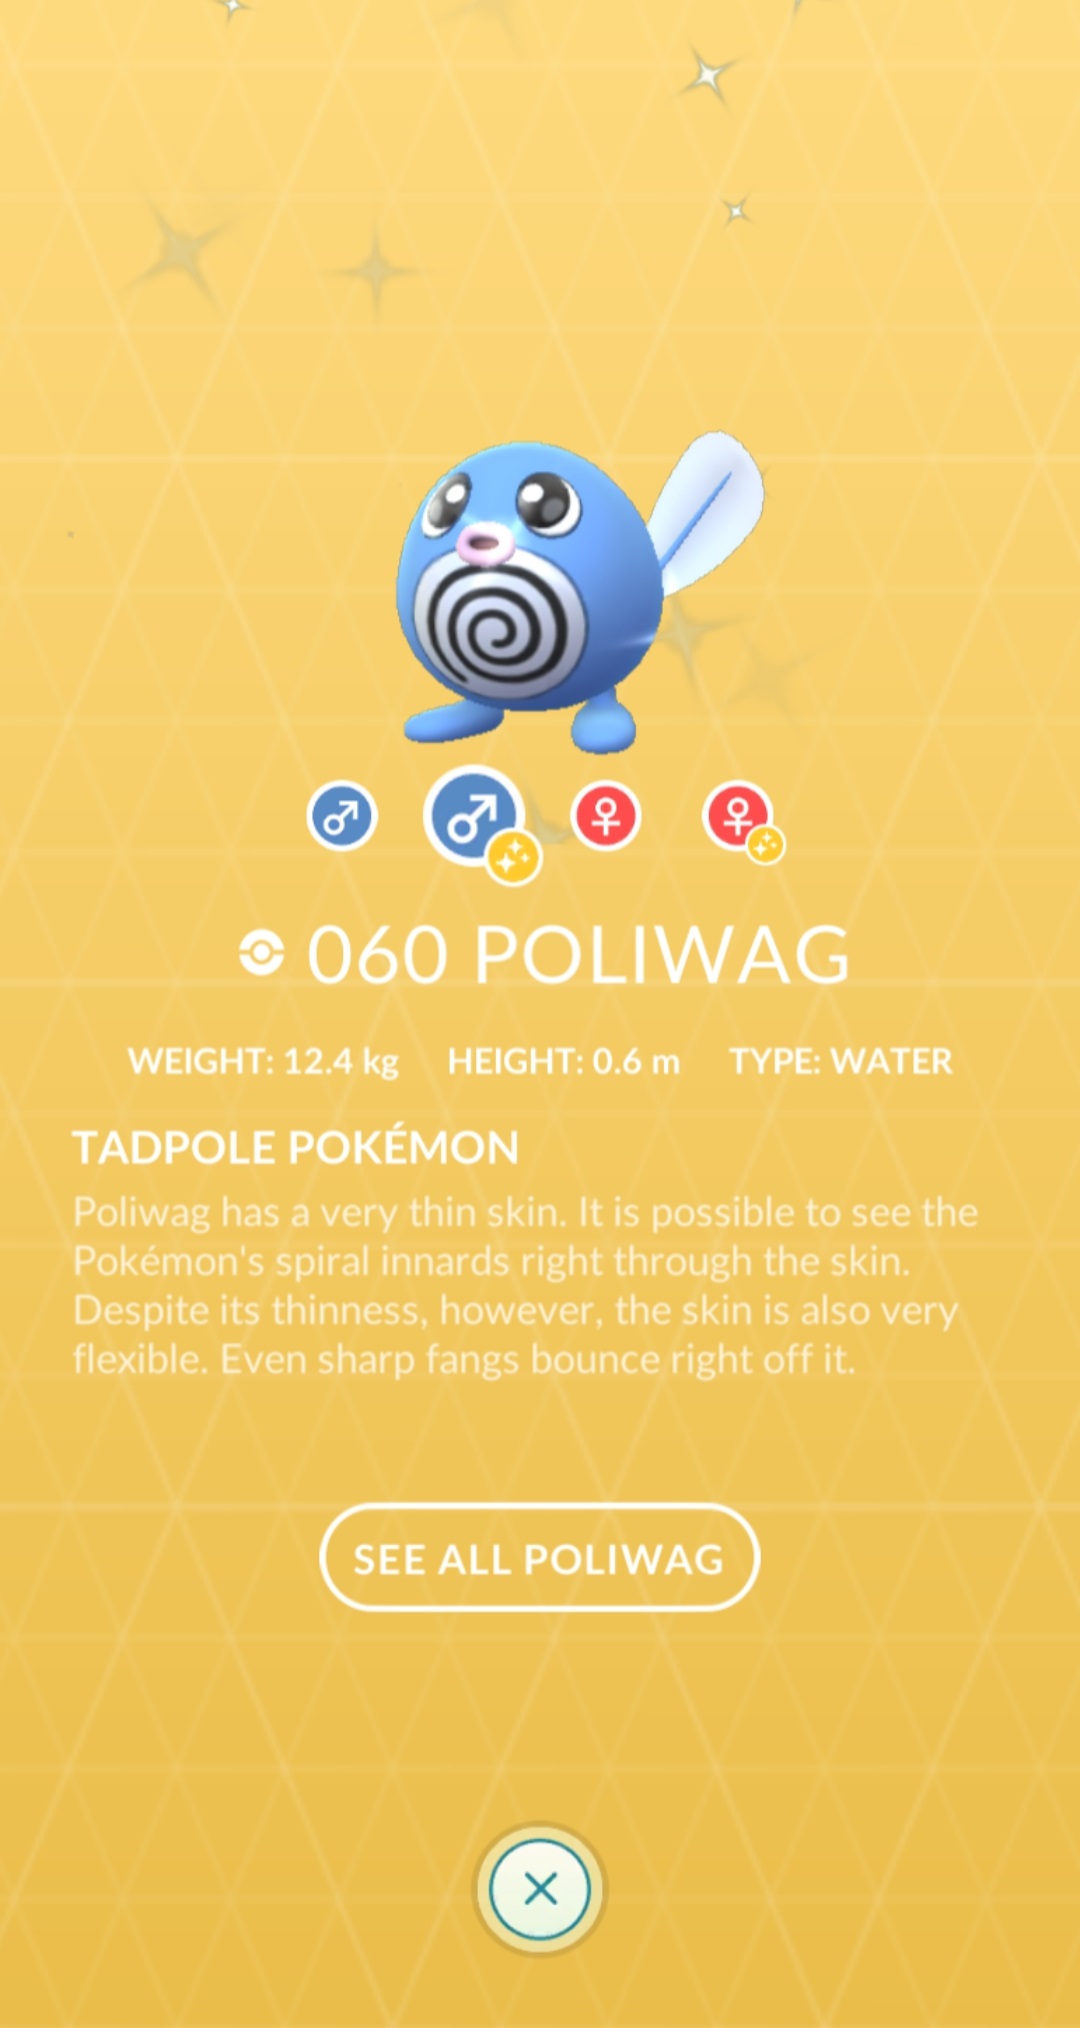 060 POLIWAG
WEIGHT: 12.4 kg HEIGHT: 0.6 m TYPE: WATER
TADPOLE POKÉMON
Poliwag has a very thin skin. It is possible to see the
Pokémon's spiral innards right through the skin.
Despite its thinness, however, the skin is also very
flexible. Even sharp fangs bounce right off it.
SEE ALL POLIWAG